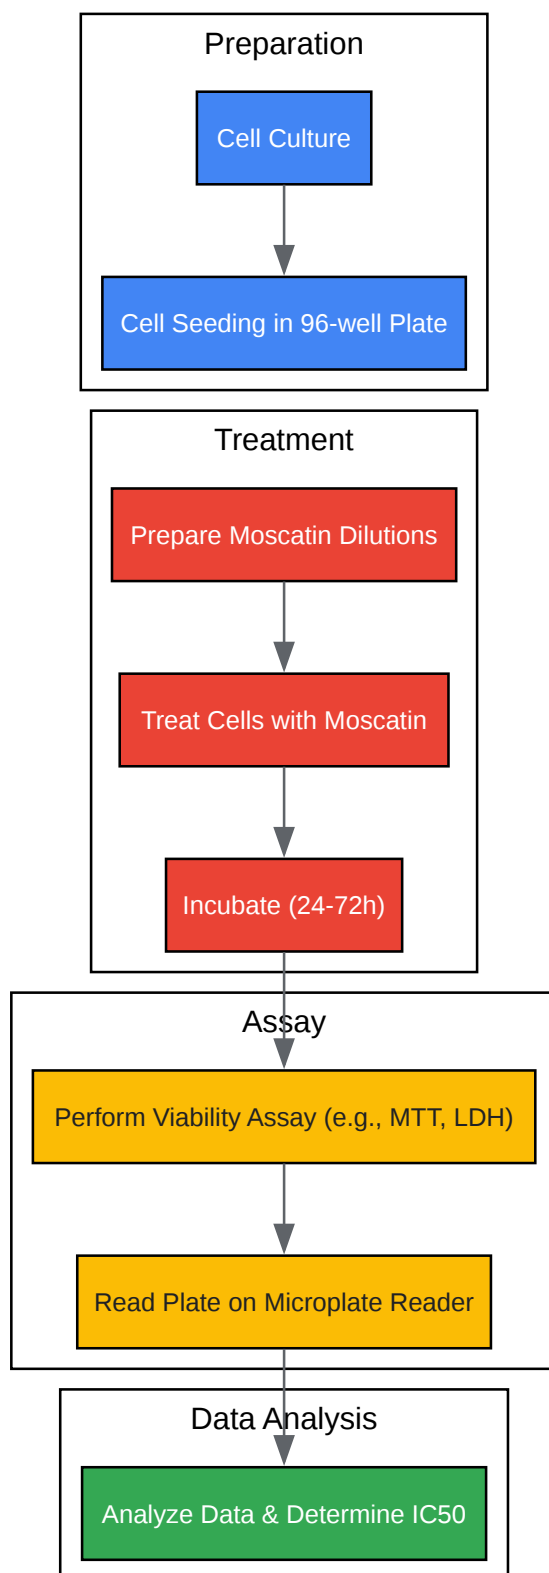 Preparation
Cell Culture
Cell Seeding in 96-well Plate
Treatment
Prepare Moscatin Dilutions
Treat Cells with Moscatin
Incubate (24-72h)
Assay
Perform Viability Assay (e.g., MTT, LDH)
Read Plate on Microplate Reader
Data Analysis
Analyze Data & Determine IC50